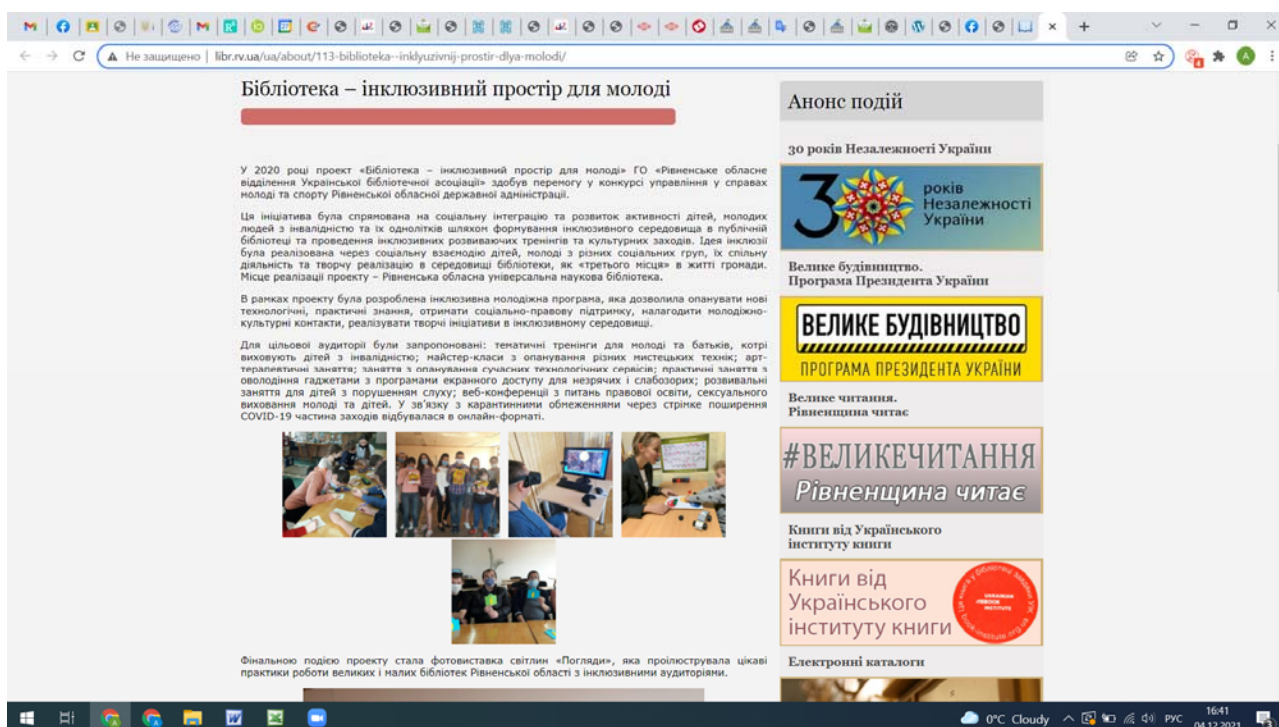 Не защищено | libr.rv.ua/ua/about/113-biblioteka--inklyuzivnij-prostir-dlya-molodi/
Бібліотека – інклюзивний простір для молоді
У 2020 році проект «Бібліотека – інклюзивний простір для молоді» ГО «Рівненське обласне
відділення Української бібліотечної асоціації» здобув перемогу у конкурсі управління у справах
молоді та спорту Рівненської обласної державної адміністрації.
Ця ініціатива була спрямована на соціальну інтеграцію та розвиток активності дітей, молодих
людей з інвалідністю та їх однолітків шляхом формування інклюзивного середовища в публічній
бібліотеці та проведення інклюзивних розвиваючих тренінгів та культурних заходів. Ідея інклюзії
була реалізована через соціальну взаємодію дітей, молоді з різних соціальних груп, їх спільну
діяльність та творчу реалізацію в середовищі бібліотеки, як «третього місця» в житті громади.
Місце реалізації проекту – Рівненська обласна універсальна наукова бібліотека.
В рамках проекту була розроблена інклюзивна молодіжна програма, яка дозволила опанувати нові
технологічні, практичні знання, отримати соціально-правову підтримку, налагодити молодіжно-
культурні контакти, реалізувати творчі ініціативи в інклюзивному середовищі.
Для цільової аудиторії були запропоновані: тематичні тренінги для молоді та батьків, котрі
виховують дітей з інвалідністю; майстер-класи з опанування різних мистецьких технік; арт-
терапевтичні заняття; заняття з опанування сучасних технологічних сервісів; практичні заняття з
оволодіння гаджетами з програмами екранного доступу для незрячих і слабозорих; розвивальні
заняття для дітей з порушенням слуху; веб-конференції з питань правової освіти, сексуального
виховання молоді та дітей. У зв'язку з карантинними обмеженнями через стрімке поширення
COVID-19 частина заходів відбувалася в онлайн-форматі.
Фінальною подією проекту стала фотовиставка світлин «Погляди», яка проілюструвала цікаві
практики роботи великих і малих бібліотек Рівненської області з інклюзивними аудиторіями.
Анонс подій
30 років Незалежності України
30
років
Незалежності
України
Велике будівництво.
Програма Президента України
ВЕЛИКЕ БУДІВНИЦТВО
ПРОГРАМА ПРЕЗИДЕНТА УКРАЇНИ
Велике читання.
Рівненщина читає
#ВЕЛИКЕЧИТАННЯ
Рівненщина читає
Книги від Українського
інституту книги
Книги від
Українського
інституту книги
UKRAINIAN
BOOK
INSTITUTE
book-institute.org.ua
Електронні каталоги
0°C Cloudy
РУС
16:41
04.12.2021